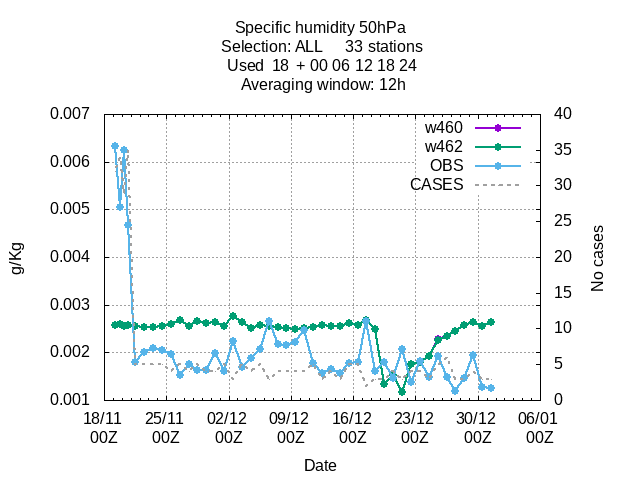 Specific humidity 50hPa
Selection: ALL     33 stations
Used  18  + 00 06 12 18 24
Averaging window: 12h
0.007
0.006
0.005
0.004
0.003
0.002
0.001
g/Kg
w460
w462
OBS
CASES
40
35
30
25
20
15
10
5
0
No cases
18/11 25/11 02/12 09/12 16/12 23/12 30/12 06/01
00Z 00Z 00Z 00Z 00Z 00Z 00Z 00Z
Date